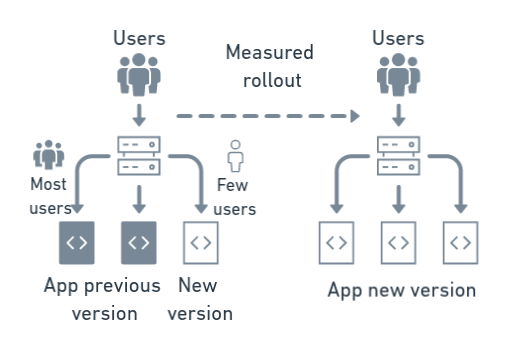 Users
Measured
rollout
Users
Most
users
Few
users
<>
<>
<>
<>
<>
<>
App previous
version
New
version
App new version